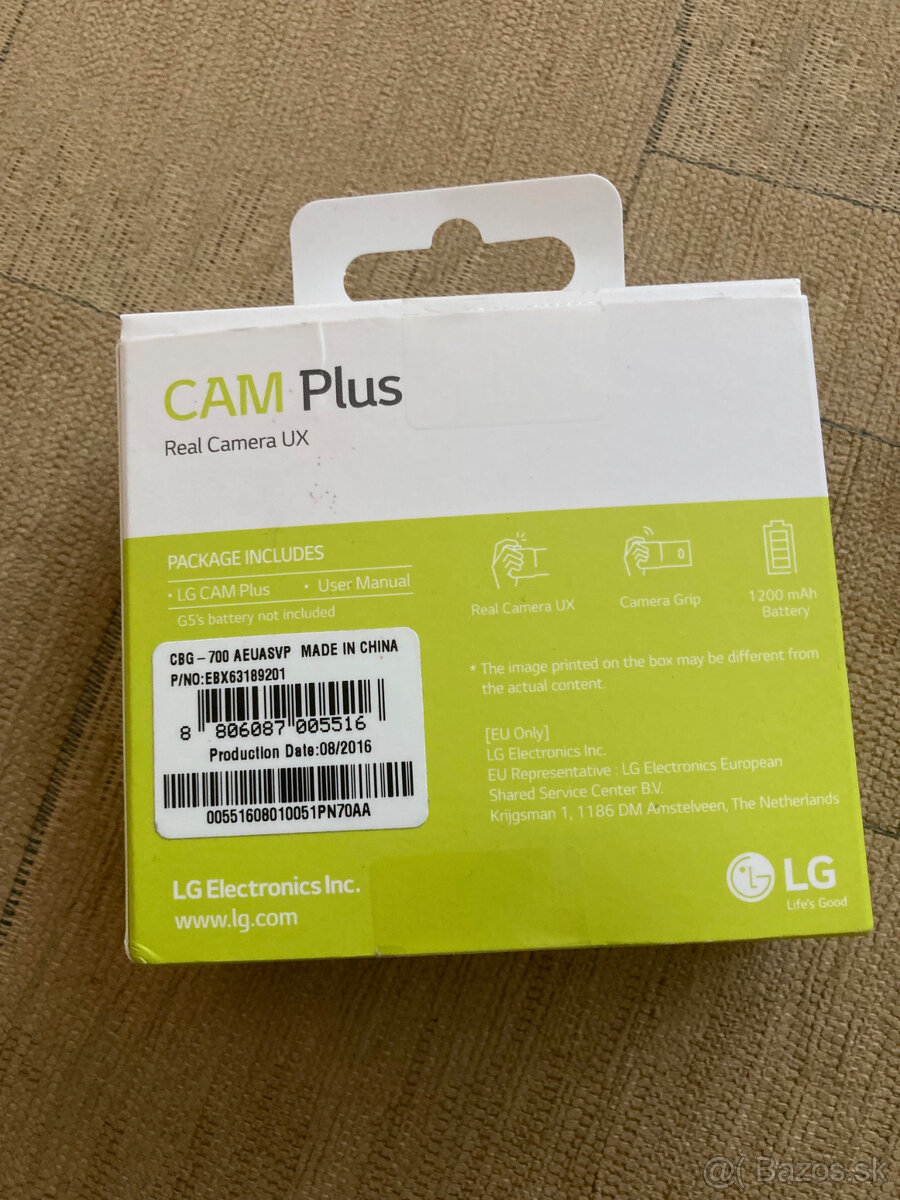 CAM Plus
Real Camera UX
PACKAGE INCLUDES
• LG CAM Plus • User Manual
G5's battery not included
Real Camera UX
Camera Grip
1200 mAh
Battery
CBG-700 AEUASVP MADE IN CHINA
P/NO:EBX63189201
8 806087 005516
Production Date:08/2016
00551608010051PN70AA
* The image printed on the box may be different from
the actual content.
[EU Only]
LG Electronics Inc.
EU Representative : LG Electronics European
Shared Service Center B.V.
Krijgsman 1, 1186 DM Amstelveen, The Netherlands
LG Electronics Inc.
www.lg.com
LG
Life's Good
@( Bazos.sk